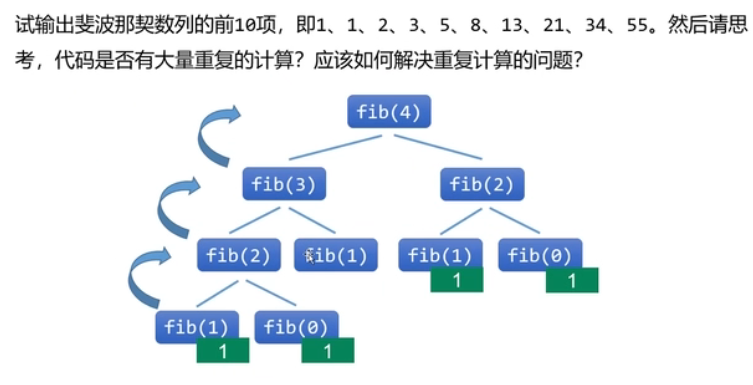 试输出斐波那契数列的前10项，即1、1、2、3、5、8、13、21、34、55。然后请思
考，代码是否有大量重复的计算？应该如何解决重复计算的问题？
fib(4)
fib(3)
fib(2)
fib(2)
fib(1)
fib(1)
fib(0)
1
1
fib(1)
fib(0)
1
1